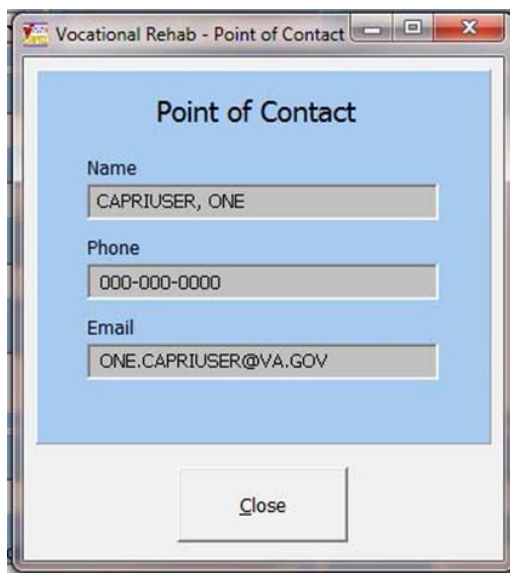 Vocational Rehab - Point of Contact
Point of Contact
Name
CAPRIUSER, ONE
Phone
000-000-0000
Email
ONE.CAPRIUSER@VA.GOV
Close